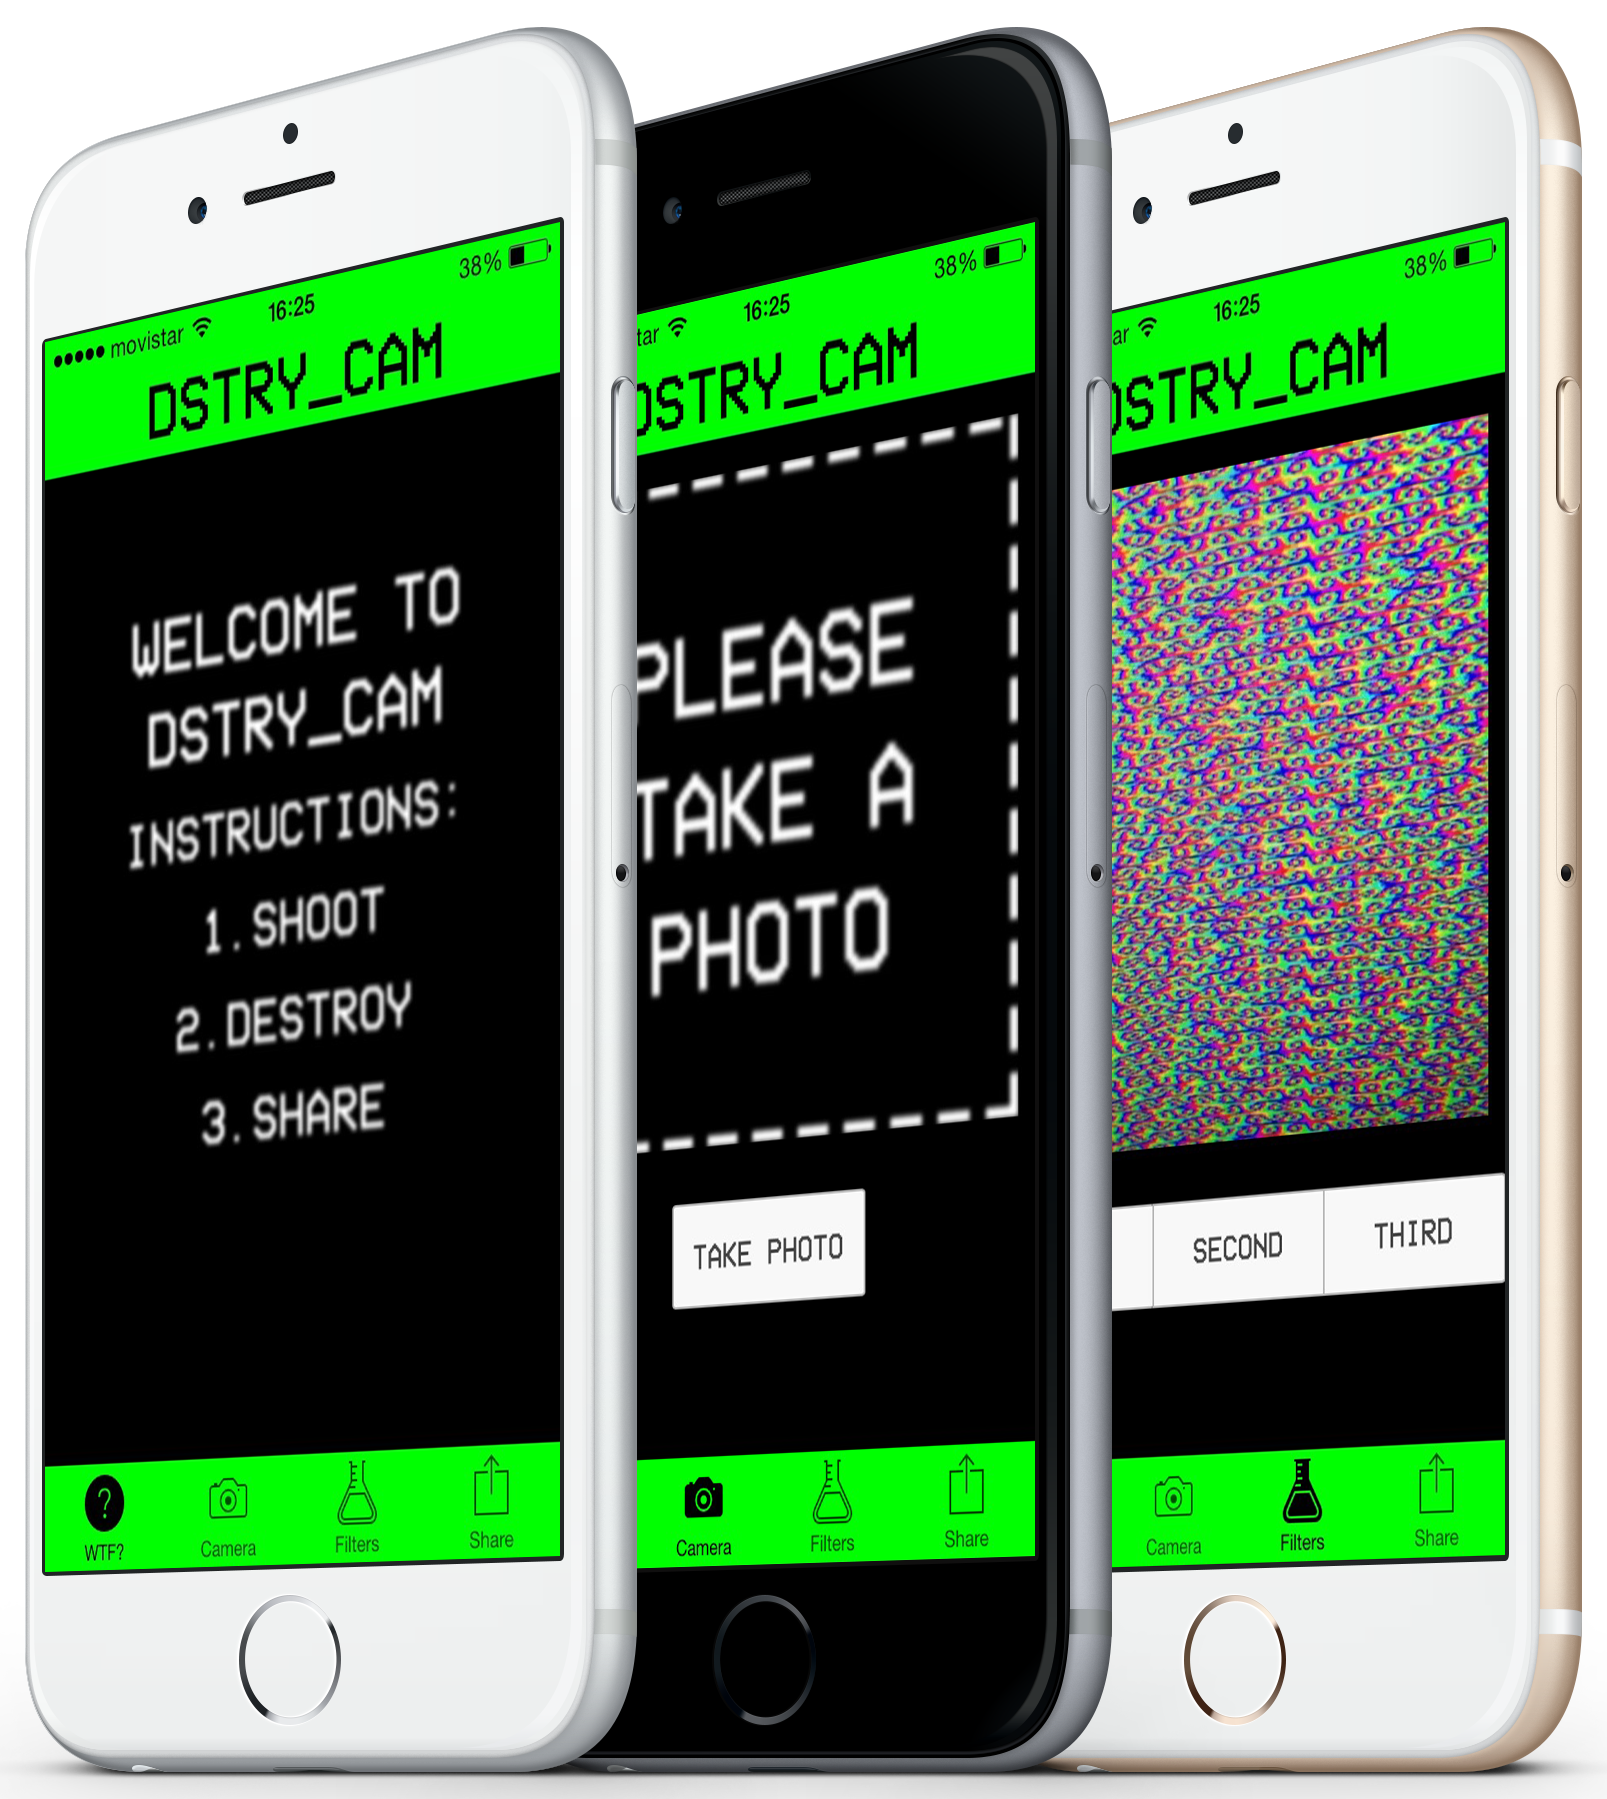 ●●●●● movistar 16:25 38%
DSTRY_CAM
WELCOME TO
DSTRY_CAM
INSTRUCTIONS:
1.SHOOT
2.DESTROY
3.SHARE
WTF? Camera Filters Share
tar 16:25 38%
DSTRY_CAM
PLEASE
TAKE A
PHOTO
TAKE PHOTO
Camera Filters Share
ar 16:25 38%
DSTRY_CAM
SECOND THIRD
Camera Filters Share